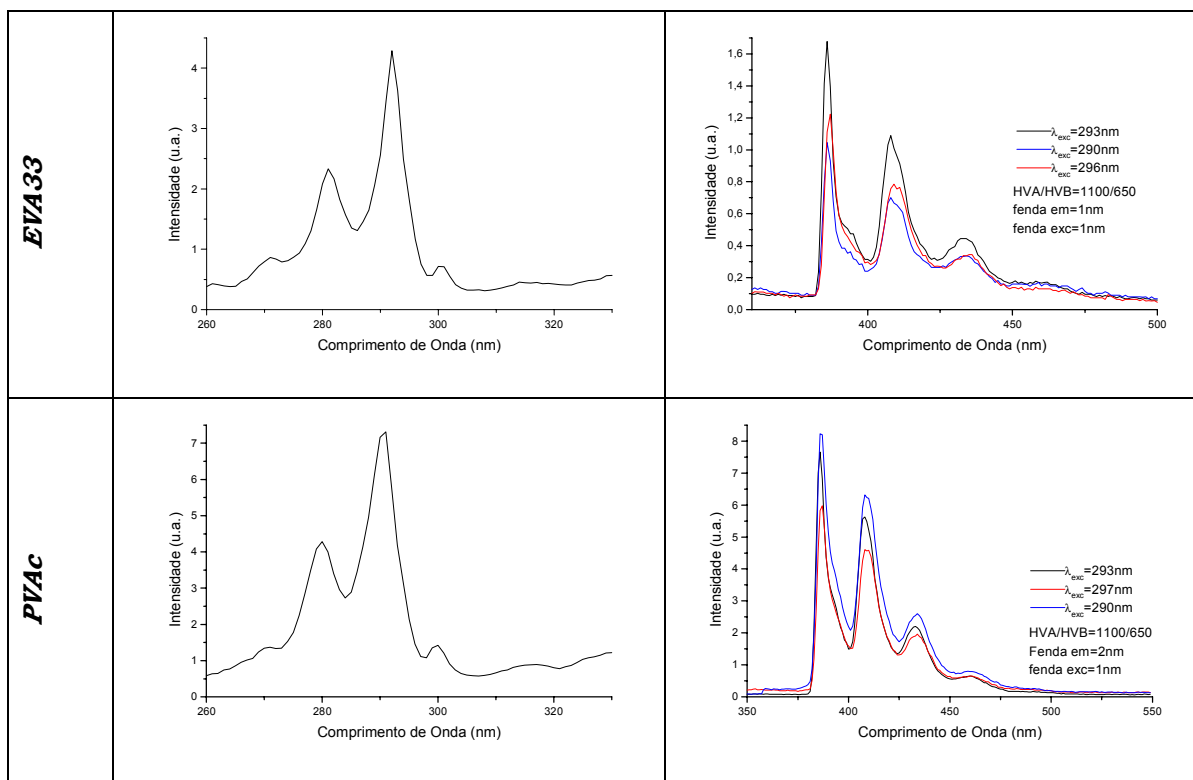 EVA33
Intensidade (u.a.)
4
3
2
1
0
260 280 300 320
Comprimento de Onda (nm)
Intensidade (u.a.)
1,6
1,4
1,2
1,0
0,8
0,6
0,4
0,2
0,0
400 450 500
Comprimento de Onda (nm)
λexc=293nm
λexc=290nm
λexc=296nm
HVA/HVB=1100/650
fenda em=1nm
fenda exc=1nm
PVAc
Intensidade (u.a.)
7
6
5
4
3
2
1
0
260 280 300 320
Comprimento de Onda (nm)
Intensidade (u.a.)
8
7
6
5
4
3
2
1
0
350 400 450 500 550
Comprimento de Onda (nm)
λexc=293nm
λexc=297nm
λexc=290nm
HVA/HVB=1100/650
Fenda em=2nm
fenda exc=1nm